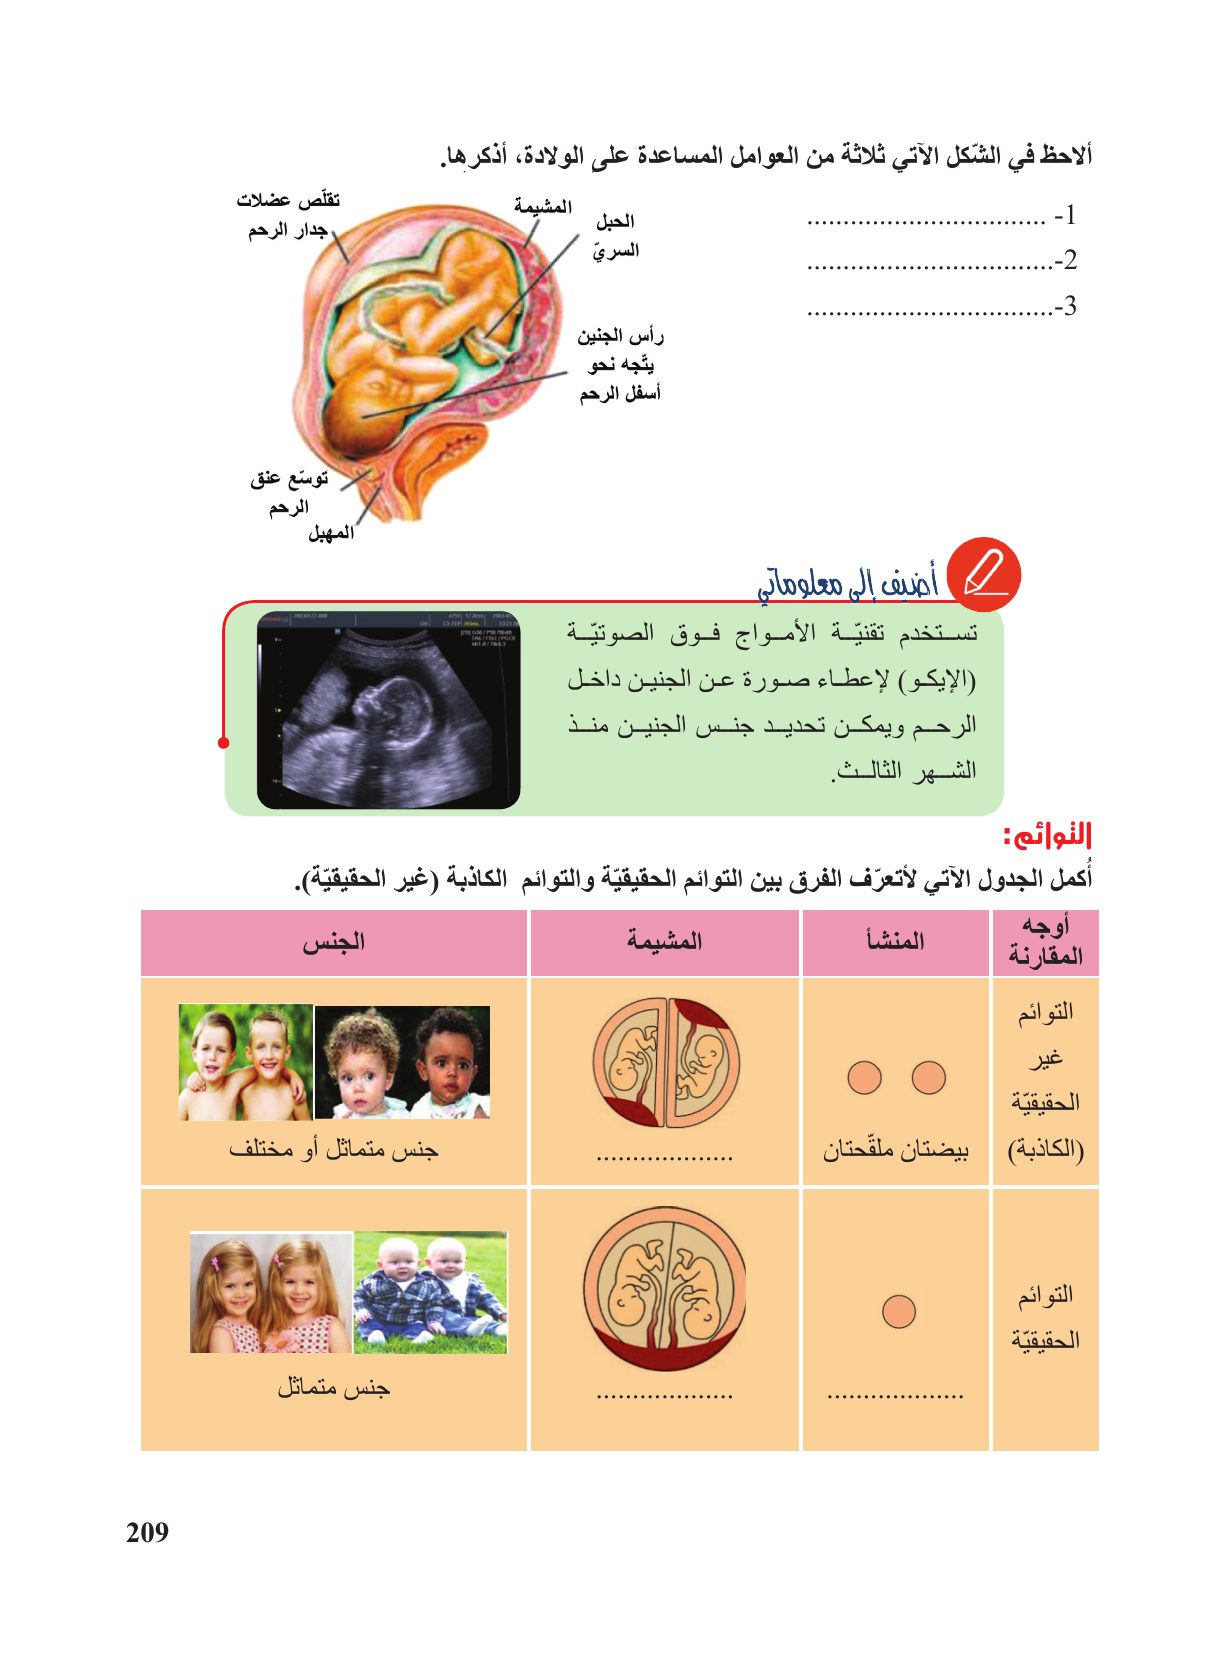 ألاحظ في الشّكل الآتي ثلاثة من العوامل المساعدة على الولادة، أذكرها.
1- .................................
2-..................................
3-..................................
تقلّص عضلات
جدار الرحم
المشيمة
الحبل
السريّ
رأس الجنين
يتّجه نحو
أسفل الرحم
توسّع عنق
الرحم
المهبل
أضيف إلى معلوماتي
تستخدم تقنيّة الأمواج فوق الصوتيّة
(الإيكو) لإعطاء صورة عن الجنين داخل
الرحم ويمكن تحديد جنس الجنين منذ
الشهر الثالث.
التوائم:
أُكمل الجدول الآتي لأتعرّف الفرق بين التوائم الحقيقيّة والتوائم الكاذبة (غير الحقيقيّة).
أوجه
المقارنة
المنشأ
المشيمة
الجنس
التوائم
غير
الحقيقيّة
(الكاذبة)
بيضتان ملقّحتان
...................
جنس متماثل أو مختلف
التوائم
الحقيقيّة
...................
...................
جنس متماثل
209